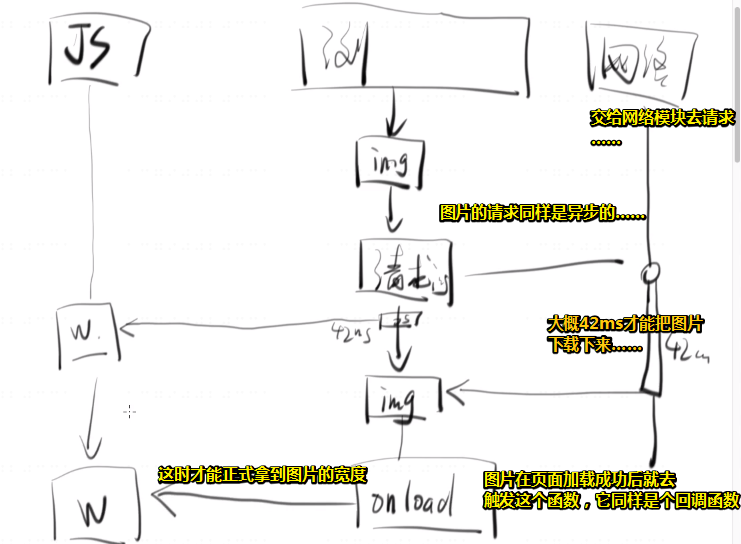 JS
网络
交给网络模块去请求
......
img
图片的请求同样是异步的......
请求
W.
42ms
大概42ms才能把图片
下载下来......
42m
img
这时才能正式拿到图片的宽度
W
onload
图片在页面加载成功后就去
触发这个函数，它同样是个回调函数